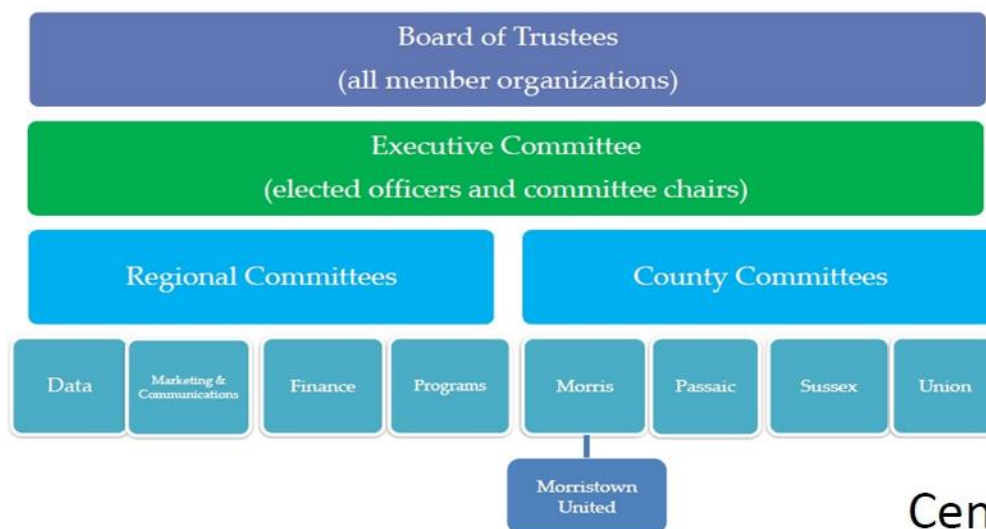 Board of Trustees
(all member organizations)
Executive Committee
(elected officers and committee chairs)
Regional Committees
County Committees
Data
Marketing &
Communications
Finance
Programs
Morris
Passaic
Sussex
Union
Morristown
United